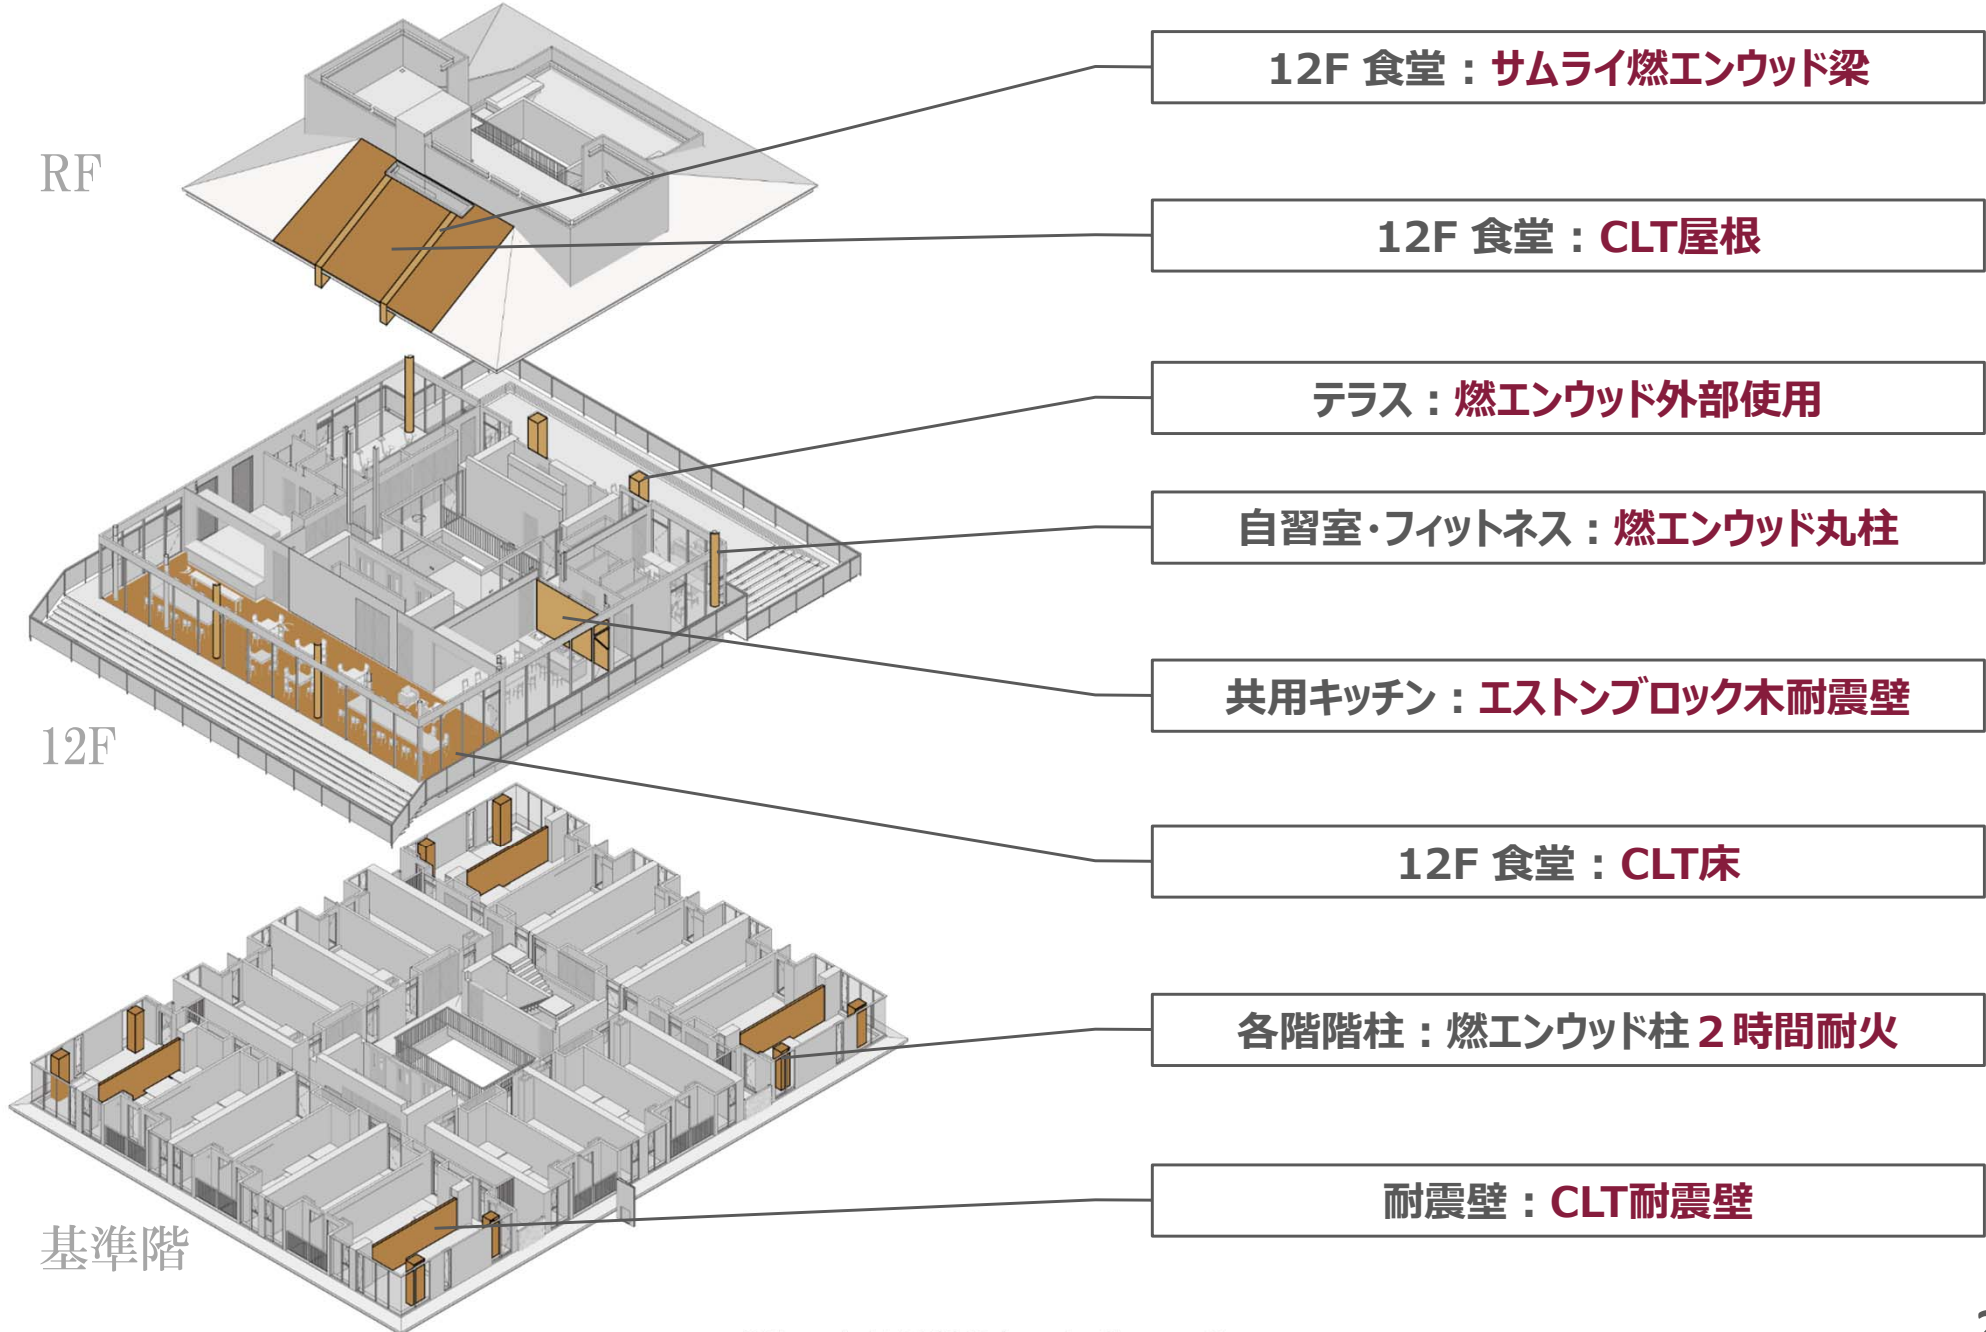 12F 食堂：サムライ燃エンウッド梁
RF
12F 食堂：CLT屋根
テラス：燃エンウッド外部使用
自習室・フィットネス：燃エンウッド丸柱
共用キッチン：エストンブロック木耐震壁
12F
12F 食堂：CLT床
各階階柱：燃エンウッド柱２時間耐火
耐震壁：CLT耐震壁
基準階